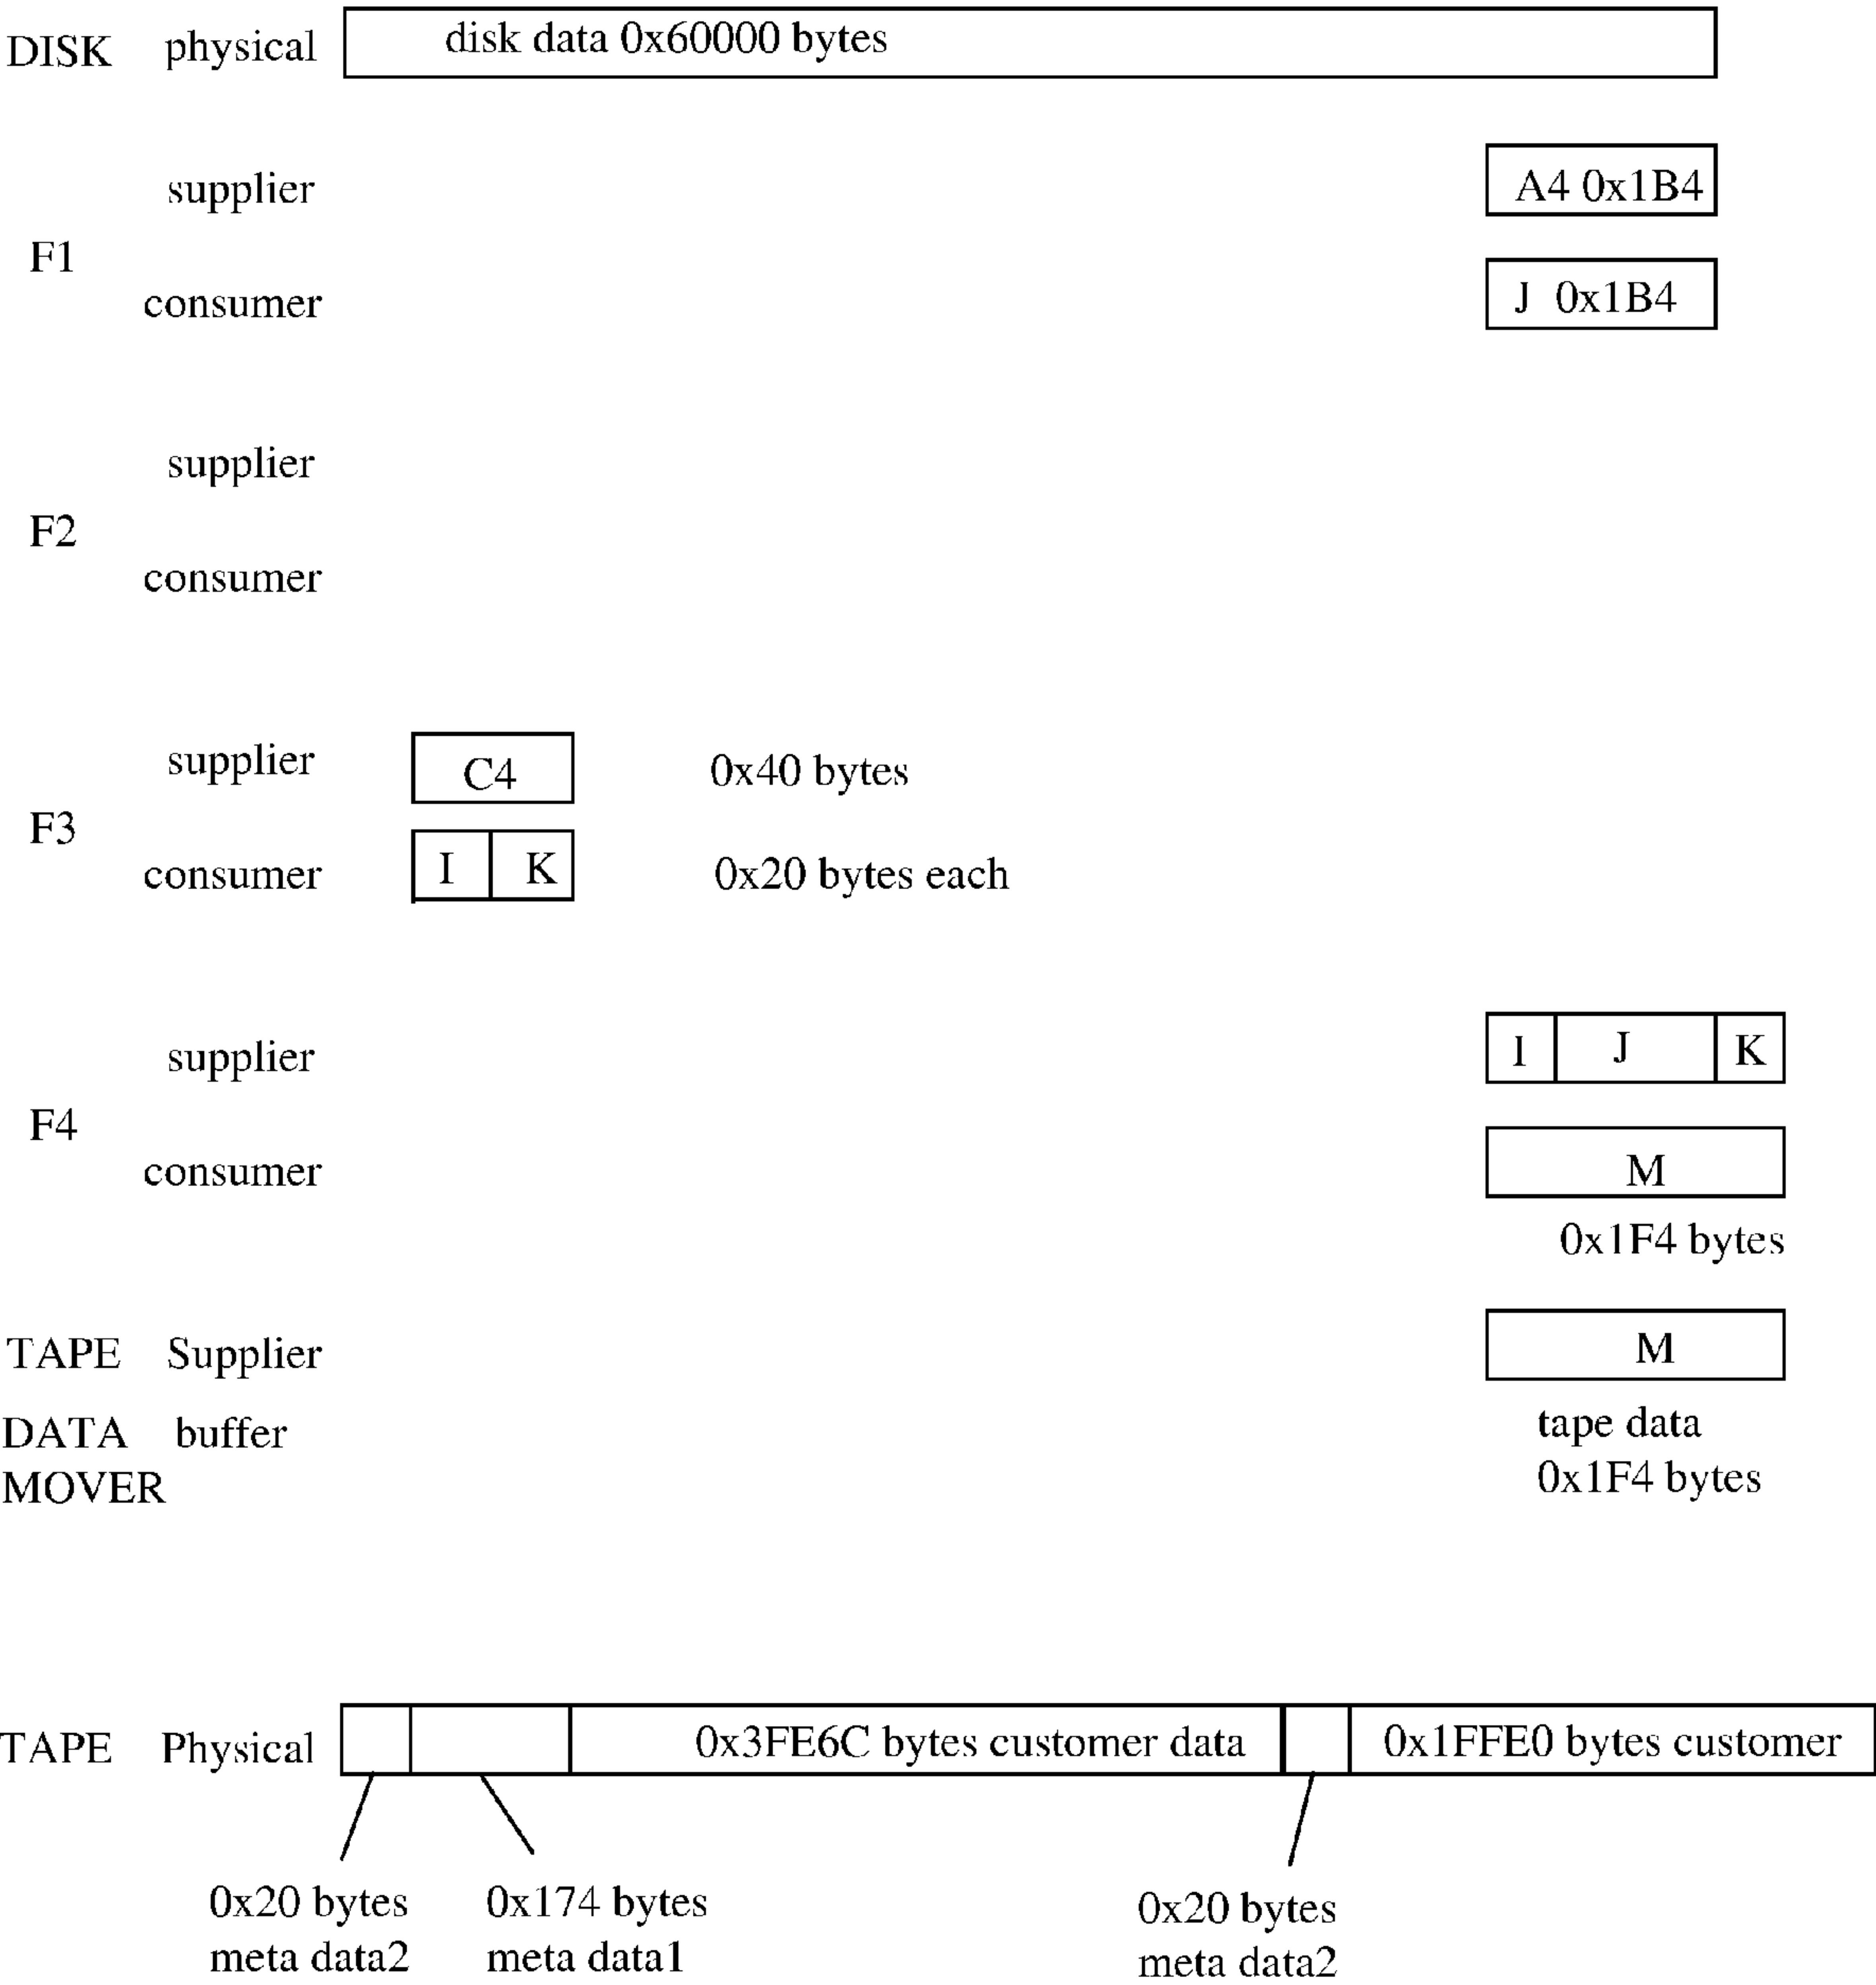 DISK physical disk data 0x60000 bytes
supplier A4 0x1B4
F1
consumer J 0x1B4
supplier
F2
consumer
supplier C4 0x40 bytes
F3
consumer I K 0x20 bytes each
supplier I J K
F4
consumer M
0x1F4 bytes
TAPE Supplier M
DATA buffer tape data
MOVER 0x1F4 bytes
TAPE Physical 0x3FE6C bytes customer data 0x1FFE0 bytes customer
0x20 bytes 0x174 bytes 0x20 bytes
meta data2 meta data1 meta data2